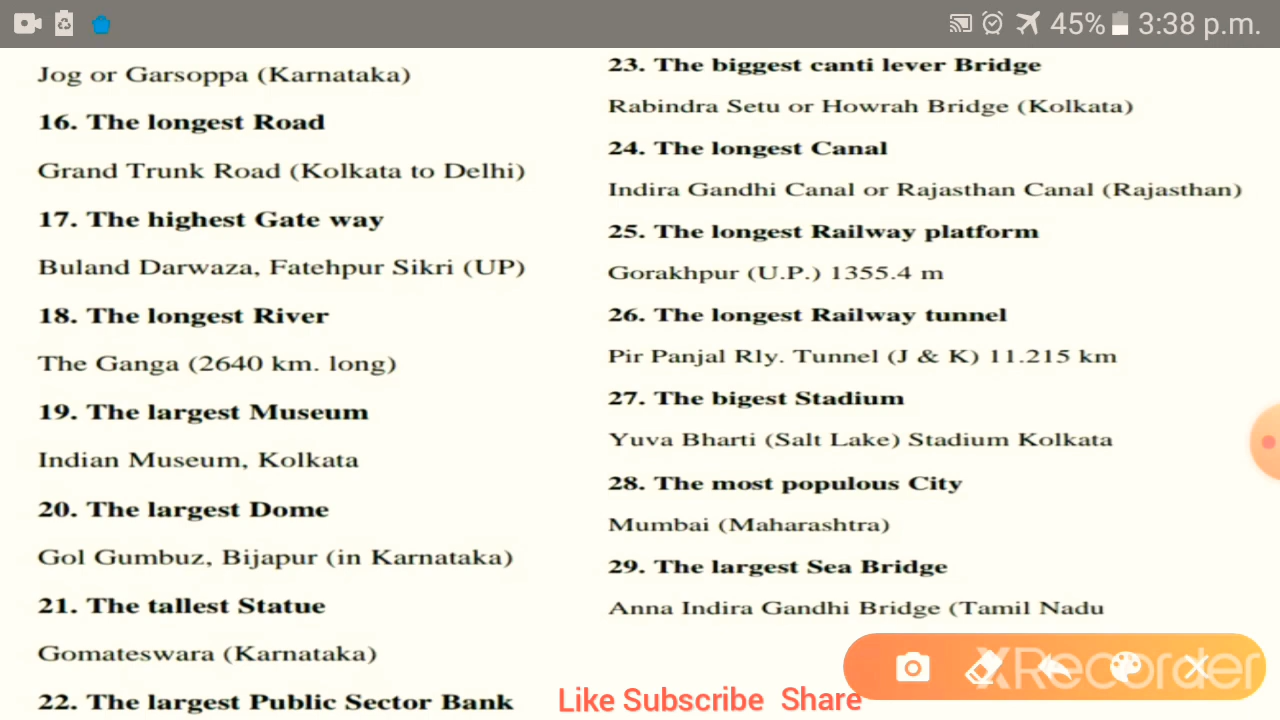 45% 3:38 p.m.
Jog or Garsoppa (Karnataka)
16. The longest Road
Grand Trunk Road (Kolkata to Delhi)
17. The highest Gate way
Buland Darwaza, Fatehpur Sikri (UP)
18. The longest River
The Ganga (2640 km. long)
19. The largest Museum
Indian Museum, Kolkata
20. The largest Dome
Gol Gumbuz, Bijapur (in Karnataka)
21. The tallest Statue
Gomateswara (Karnataka)
22. The largest Public Sector Bank
23. The biggest canti lever Bridge
Rabindra Setu or Howrah Bridge (Kolkata)
24. The longest Canal
Indira Gandhi Canal or Rajasthan Canal (Rajasthan)
25. The longest Railway platform
Gorakhpur (U.P.) 1355.4 m
26. The longest Railway tunnel
Pir Panjal Rly. Tunnel (J & K) 11.215 km
27. The bigest Stadium
Yuva Bharti (Salt Lake) Stadium Kolkata
28. The most populous City
Mumbai (Maharashtra)
29. The largest Sea Bridge
Anna Indira Gandhi Bridge (Tamil Nadu
XRecorder
Like Subscribe Share